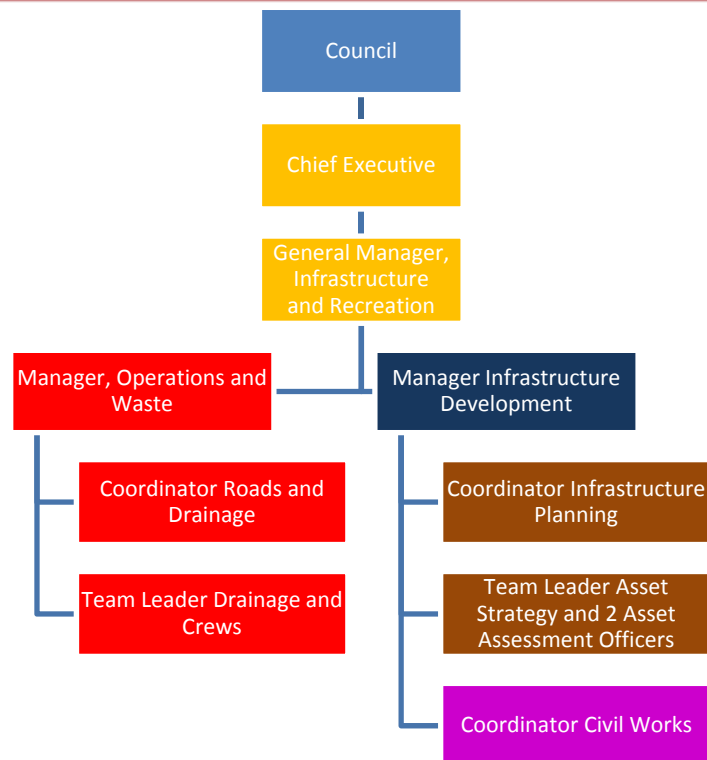 Council
Chief Executive
General Manager,
Infrastructure
and Recreation
Manager, Operations and
Waste
Manager Infrastructure
Development
Coordinator Roads and
Drainage
Coordinator Infrastructure
Planning
Team Leader Drainage and
Crews
Team Leader Asset
Strategy and 2 Asset
Assessment Officers
Coordinator Civil Works